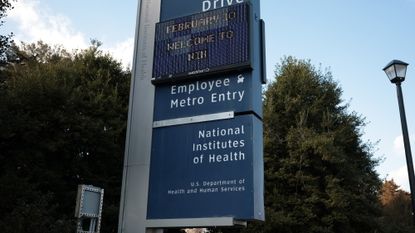 Drive
FEBRUARY 10
WELCOME TO
NIH
Employee &
Metro Entry
National
Institutes
of Health
U.S. Department of
Health and Human Services